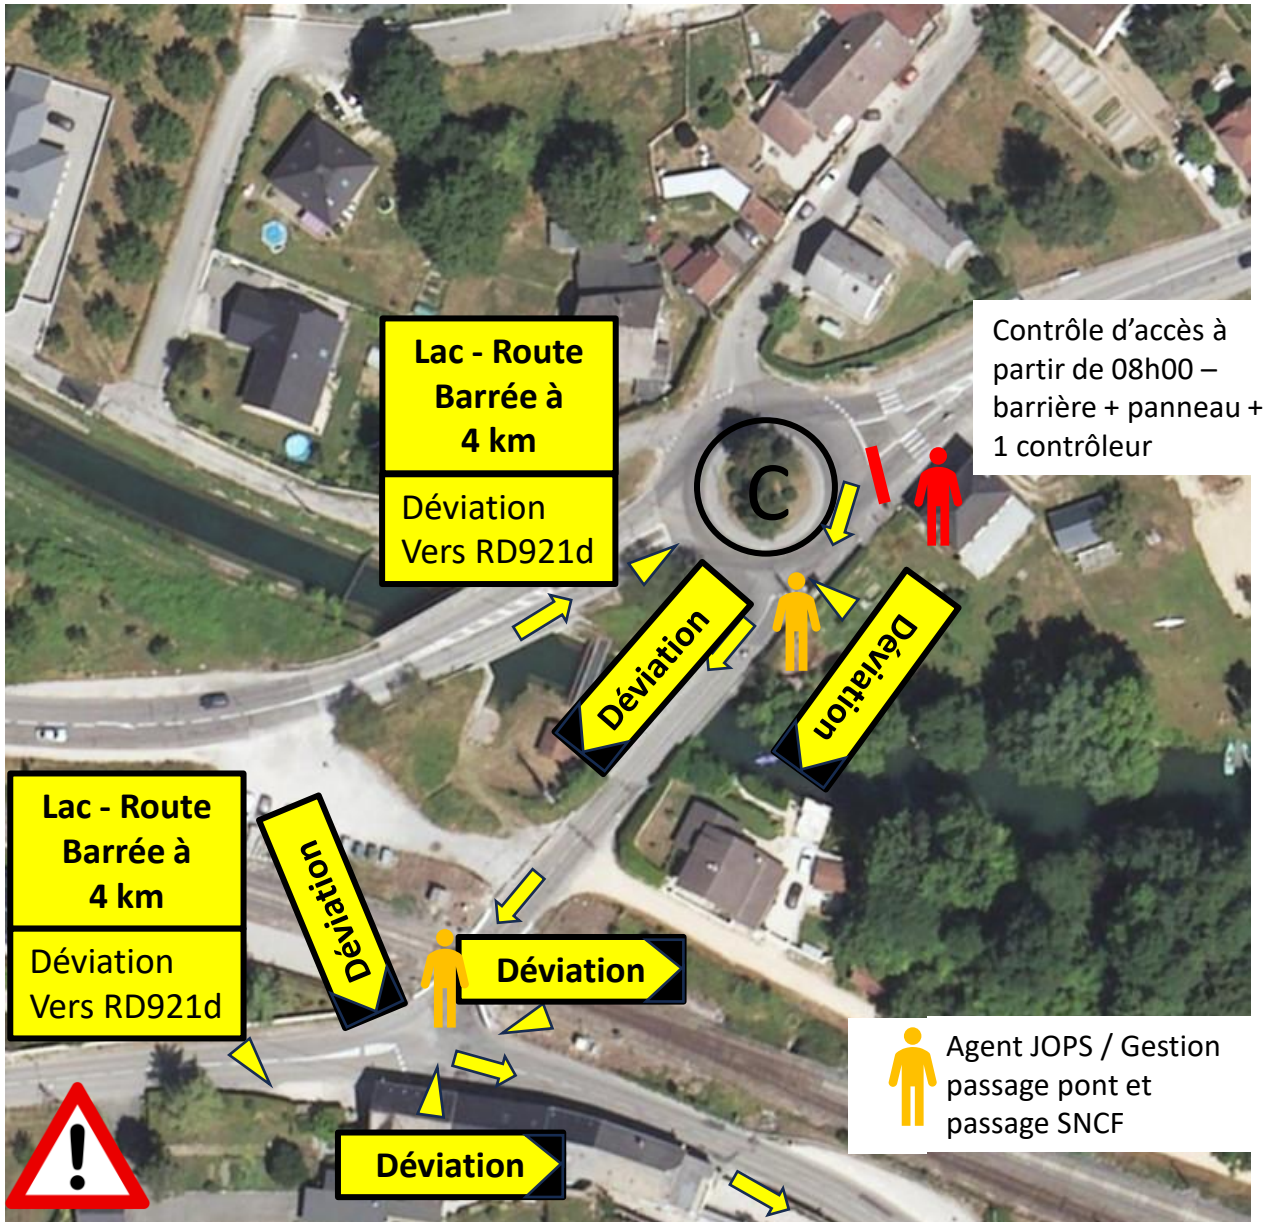 Lac - Route
Barrée à
4 km
Déviation
Vers RD921d
Contrôle d'accès à
partir de 08h00 –
barrière + panneau +
1 contrôleur
C
Déviation
Déviation
Lac - Route
Barrée à
4 km
Déviation
Vers RD921d
Déviation
Déviation
Déviation
Agent JOPS / Gestion
passage pont et
passage SNCF
!